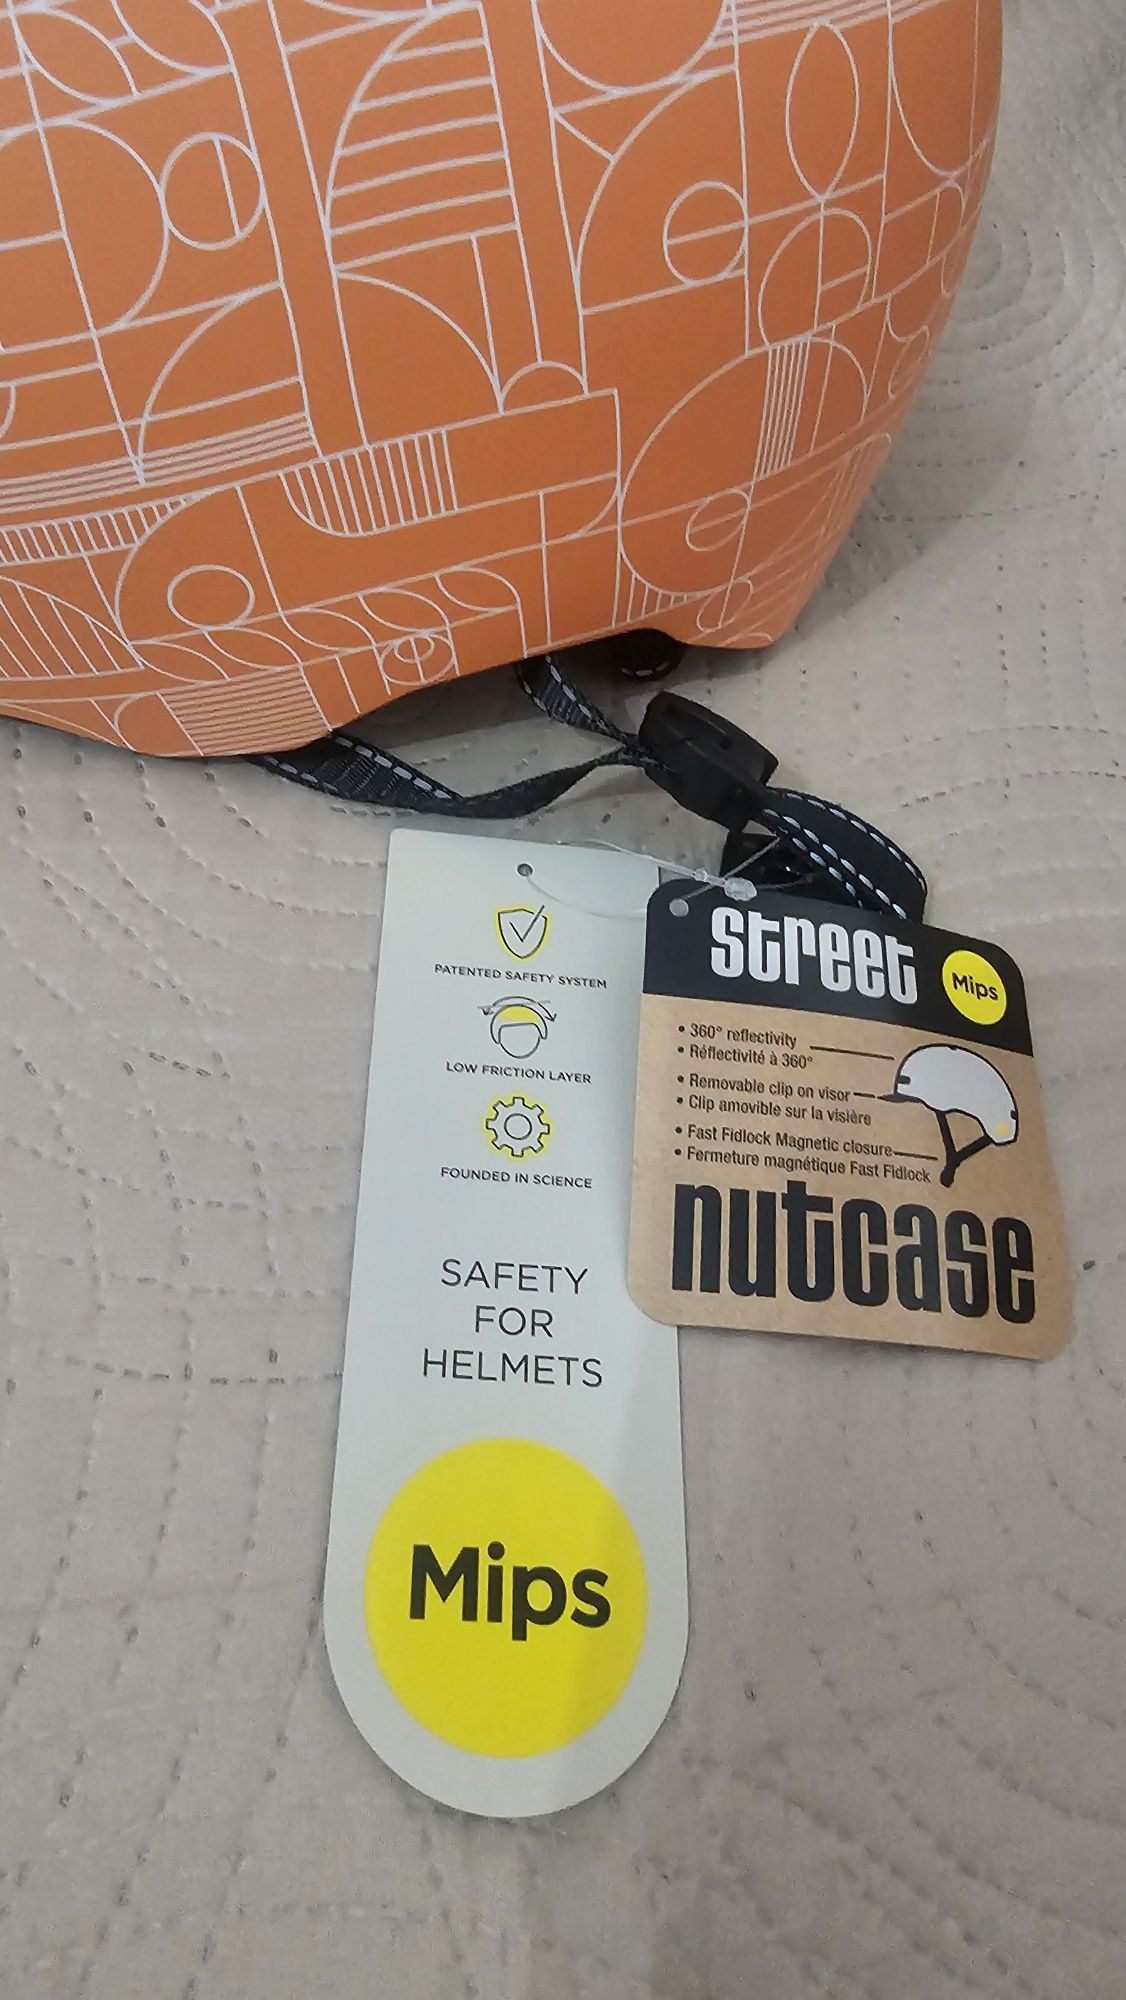 PATENTED SAFETY SYSTEM
LOW FRICTION LAYER
FOUNDED IN SCIENCE
SAFETY
FOR
HELMETS
Mips
street
Mips
• 360° reflectivity
• Réflectivité à 360°
• Removable clip on visor
• Clip amovible sur la visière
• Fast Fidlock Magnetic closure
• Fermeture magnétique Fast Fidlock
nutcase